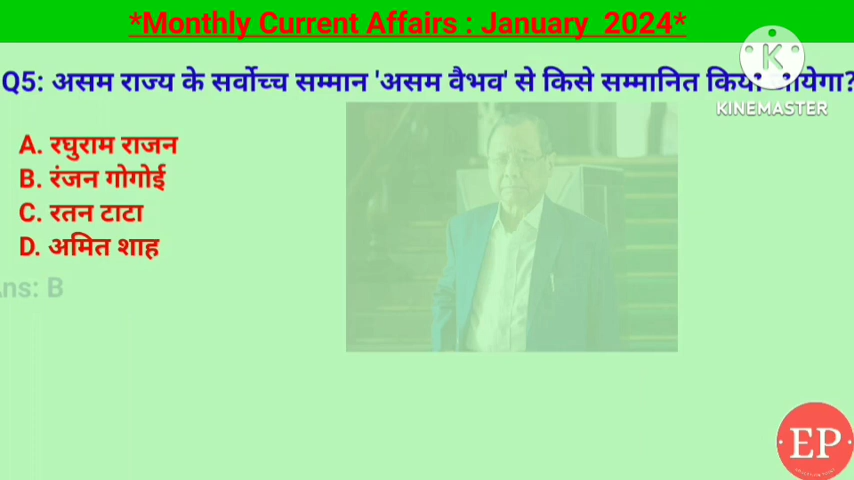 *Monthly Current Affairs : January 2024*
Q5: असम राज्य के सर्वोच्च सम्मान 'असम वैभव' से किसे सम्मानित किया जायेगा?
K
KINEMASTER
A. रघुराम राजन
B. रंजन गोगोई
C. रतन टाटा
D. अमित शाह
Ans: B
EP